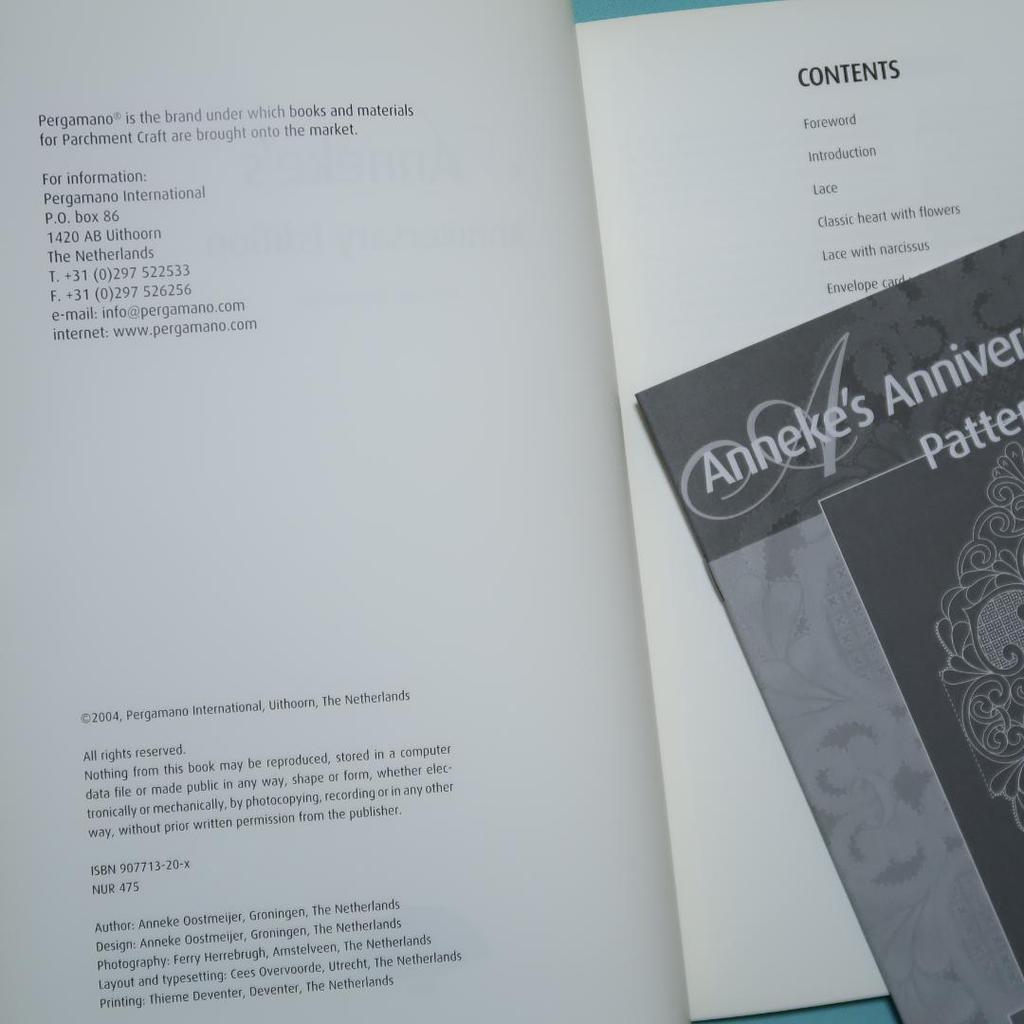 Pergamano® is the brand under which books and materials
for Parchment Craft are brought onto the market.
For information:
Pergamano International
P.O. box 86
1420 AB Uithoorn
The Netherlands
T. +31 (0)297 522533
F. +31 (0)297 526256
e-mail: info@pergamano.com
internet: www.pergamano.com
©2004, Pergamano International, Uithoorn, The Netherlands
All rights reserved.
Nothing from this book may be reproduced, stored in a computer
data file or made public in any way, shape or form, whether elec-
tronically or mechanically, by photocopying, recording or in any other
way, without prior written permission from the publisher.
ISBN 907713-20-x
NUR 475
Author: Anneke Oostmeijer, Groningen, The Netherlands
Design: Anneke Oostmeijer, Groningen, The Netherlands
Photography: Ferry Herrebrugh, Amstelveen, The Netherlands
Layout and typesetting: Cees Overvoorde, Utrecht, The Netherlands
Printing: Thieme Deventer, Deventer, The Netherlands
CONTENTS
Foreword
Introduction
Lace
Classic heart with flowers
Lace with narcissus
Envelope card
A
Anneke's Anniver
Patte